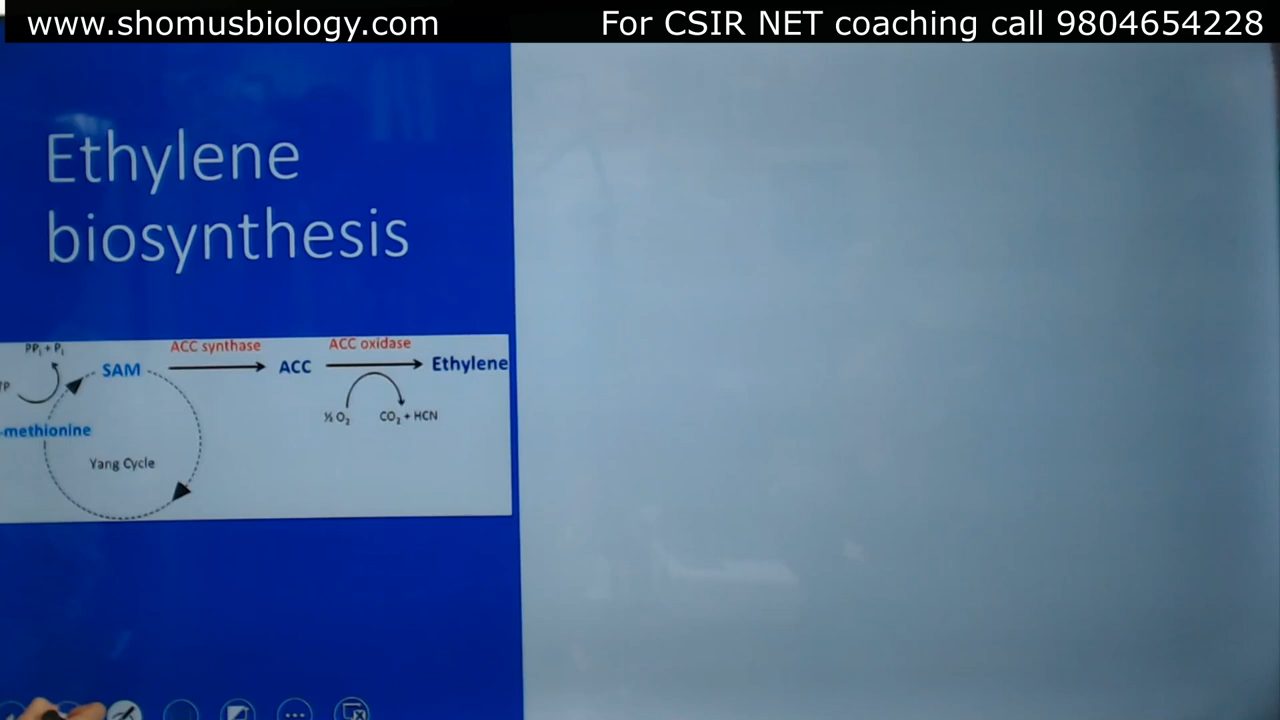 www.shomusbiology.com
For CSIR NET coaching call 9804654228
Ethylene
biosynthesis
PPi + Pi
ACC synthase
ACC oxidase
SAM
ACC
Ethylene
½ O2
CO2 + HCN
-methionine
Yang Cycle